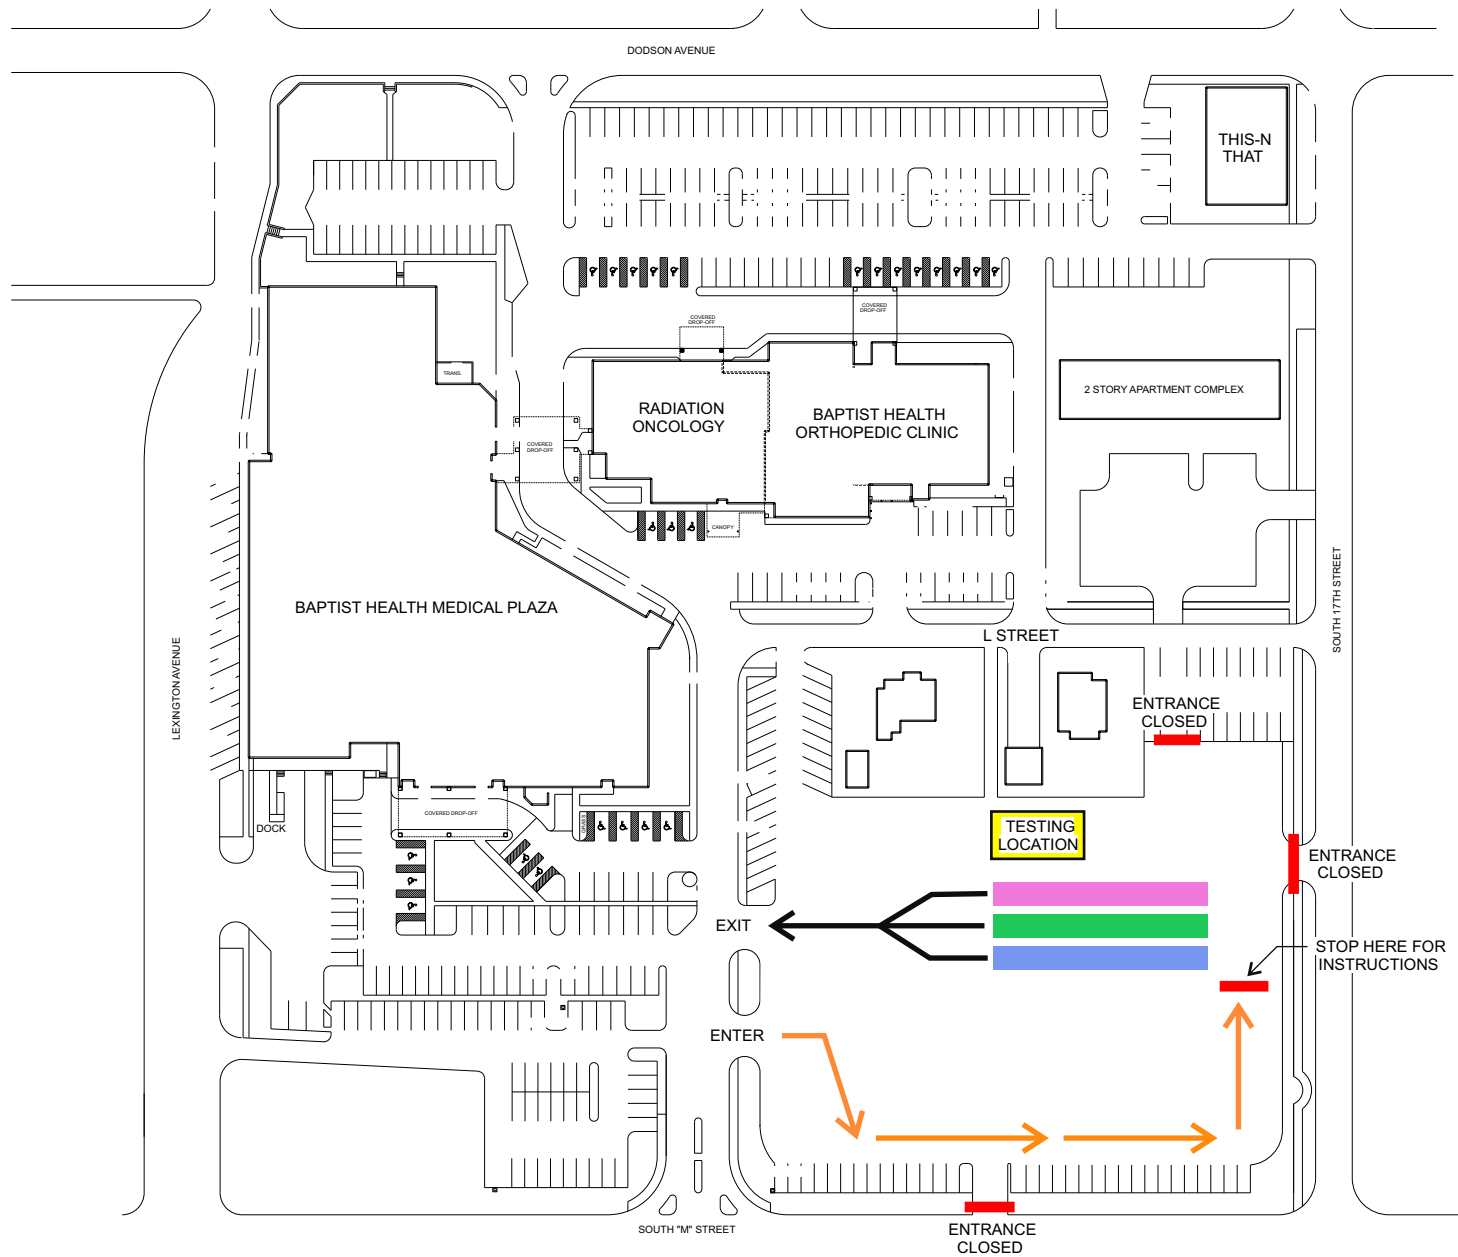 DODSON AVENUE
THIS-N
THAT
COVERED
DROP-OFF
COVERED
DROP-OFF
TRANS.
2 STORY APARTMENT COMPLEX
RADIATION
ONCOLOGY
BAPTIST HEALTH
ORTHOPEDIC CLINIC
COVERED
DROP-OFF
CANOPY
BAPTIST HEALTH MEDICAL PLAZA
SOUTH 17TH STREET
L STREET
LEXINGTON AVENUE
ENTRANCE
CLOSED
COVERED DROP-OFF
GRASS
DOCK
TESTING
LOCATION
ENTRANCE
CLOSED
EXIT
STOP HERE FOR
INSTRUCTIONS
ENTER
SOUTH "M" STREET
ENTRANCE
CLOSED